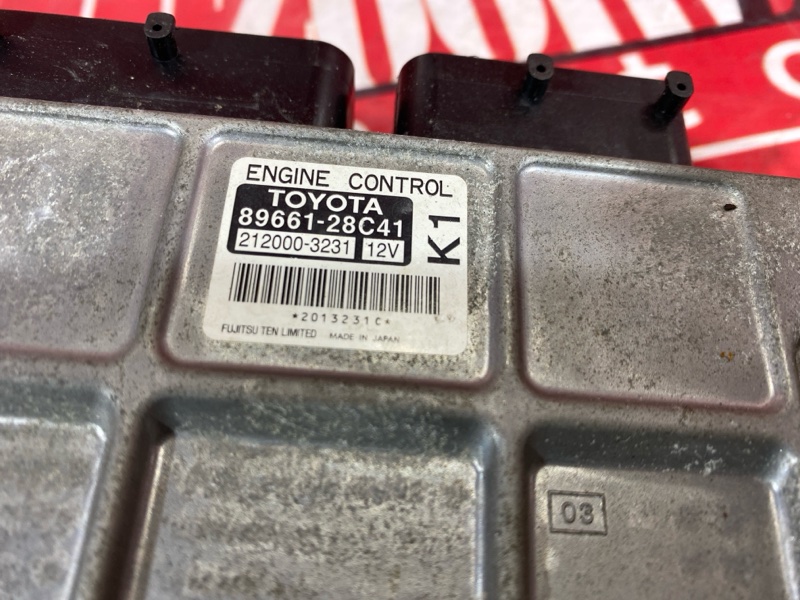 ENGINE CONTROL
TOYOTA
89661-28C41
212000-3231 12V
K1
*2013231C*
FUJITSU TEN LIMITED MADE IN JAPAN
03